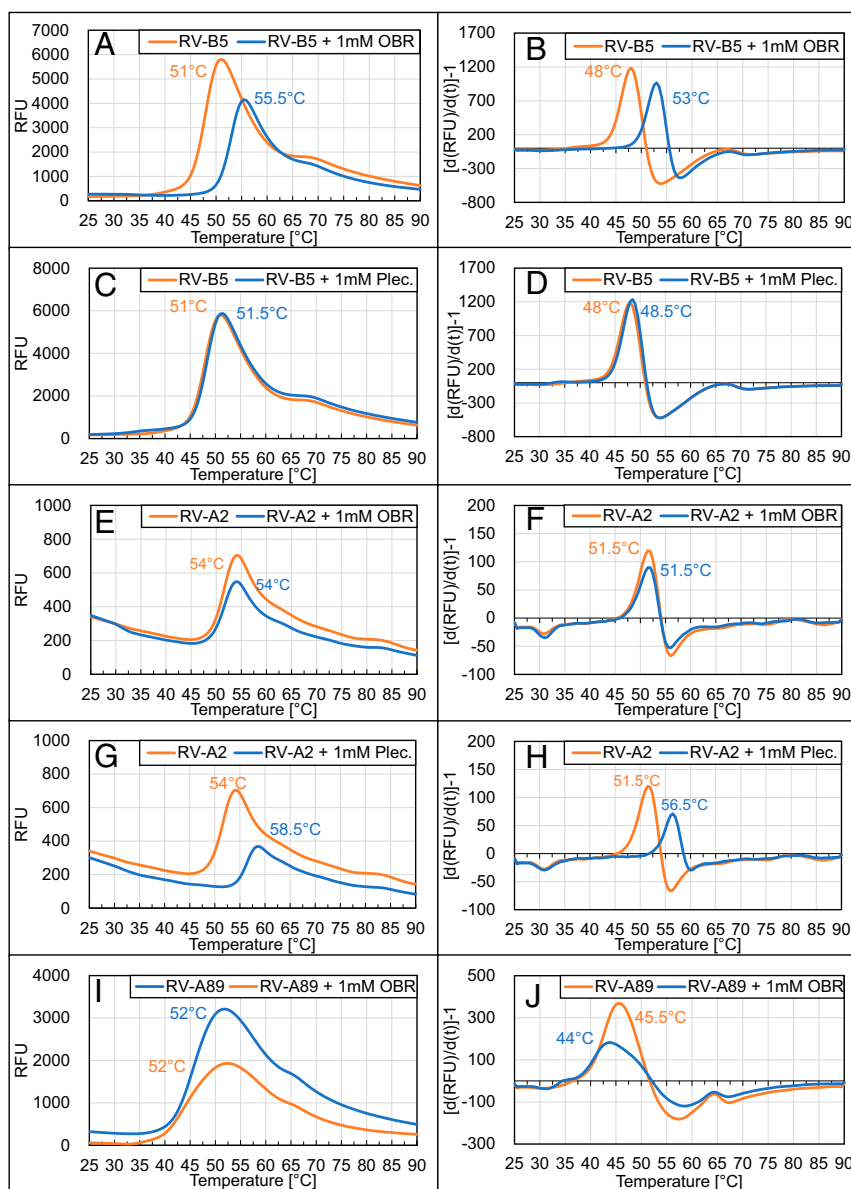 A
RV-B5 RV-B5 + 1mM OBR
7000
6000
5000
4000
3000
2000
1000
0
RFU
51°C
55.5°C
25 30 35 40 45 50 55 60 65 70 75 80 85 90
Temperature [°C]
B
RV-B5 RV-B5 + 1mM OBR
1700
1200
700
200
-300
-800
[d(RFU)/d(t)]-1
48°C
53°C
25 30 35 40 45 50 55 60 65 70 75 80 85 90
Temperature [°C]
C
RV-B5 RV-B5 + 1mM Plec.
8000
6000
4000
2000
0
RFU
51°C
51.5°C
25 30 35 40 45 50 55 60 65 70 75 80 85 90
Temperature [°C]
D
RV-B5 RV-B5 + 1mM Plec.
1700
1200
700
200
-300
-800
[d(RFU)/d(t)]-1
48°C
48.5°C
25 30 35 40 45 50 55 60 65 70 75 80 85 90
Temperature [°C]
E
RV-A2 RV-A2 + 1mM OBR
1000
800
600
400
200
0
RFU
54°C
54°C
25 30 35 40 45 50 55 60 65 70 75 80 85 90
Temperature [°C]
F
RV-A2 RV-A2 + 1mM OBR
200
150
100
50
0
-50
-100
[d(RFU)/d(t)]-1
51.5°C
51.5°C
25 30 35 40 45 50 55 60 65 70 75 80 85 90
Temperature [°C]
G
RV-A2 RV-A2 + 1mM Plec.
1000
800
600
400
200
0
RFU
54°C
58.5°C
25 30 35 40 45 50 55 60 65 70 75 80 85 90
Temperature [°C]
H
RV-A2 RV-A2 + 1mM Plec.
200
150
100
50
0
-50
-100
[d(RFU)/d(t)]-1
51.5°C
56.5°C
25 30 35 40 45 50 55 60 65 70 75 80 85 90
Temperature [°C]
I
RV-A89 RV-A89 + 1mM OBR
4000
3000
2000
1000
0
RFU
52°C
52°C
25 30 35 40 45 50 55 60 65 70 75 80 85 90
Temperature [°C]
J
RV-A89 RV-A89 + 1mM OBR
500
300
100
-100
-300
[d(RFU)/d(t)]-1
45.5°C
44°C
25 30 35 40 45 50 55 60 65 70 75 80 85 90
Temperature [°C]